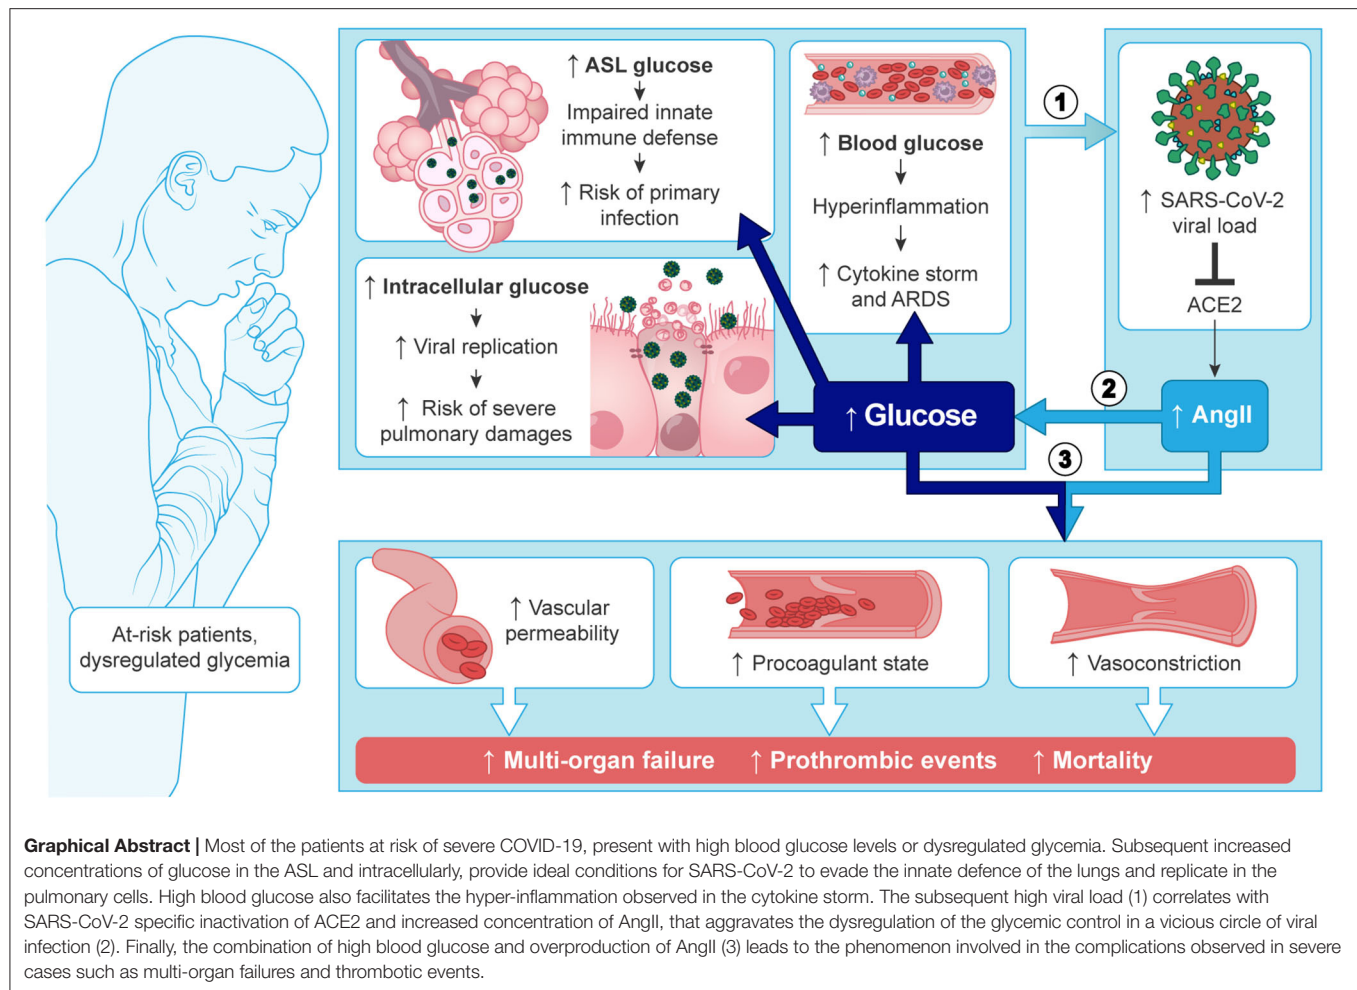 ↑ ASL glucose
Impaired innate
immune defense
↑ Risk of primary
infection
↑ Intracellular glucose
↑ Viral replication
↑ Risk of severe
pulmonary damages
↑ Blood glucose
Hyperinflammation
↑ Cytokine storm
and ARDS
1
↑ SARS-CoV-2
viral load
ACE2
↑ Glucose
2
↑ AngII
3
At-risk patients,
dysregulated glycemia
↑ Vascular
permeability
↑ Procoagulant state
↑ Vasoconstriction
↑ Multi-organ failure ↑ Prothrombic events ↑ Mortality
Graphical Abstract | Most of the patients at risk of severe COVID-19, present with high blood glucose levels or dysregulated glycemia. Subsequent increased
concentrations of glucose in the ASL and intracellularly, provide ideal conditions for SARS-CoV-2 to evade the innate defence of the lungs and replicate in the
pulmonary cells. High blood glucose also facilitates the hyper-inflammation observed in the cytokine storm. The subsequent high viral load (1) correlates with
SARS-CoV-2 specific inactivation of ACE2 and increased concentration of AngII, that aggravates the dysregulation of the glycemic control in a vicious circle of viral
infection (2). Finally, the combination of high blood glucose and overproduction of AngII (3) leads to the phenomenon involved in the complications observed in severe
cases such as multi-organ failures and thrombotic events.